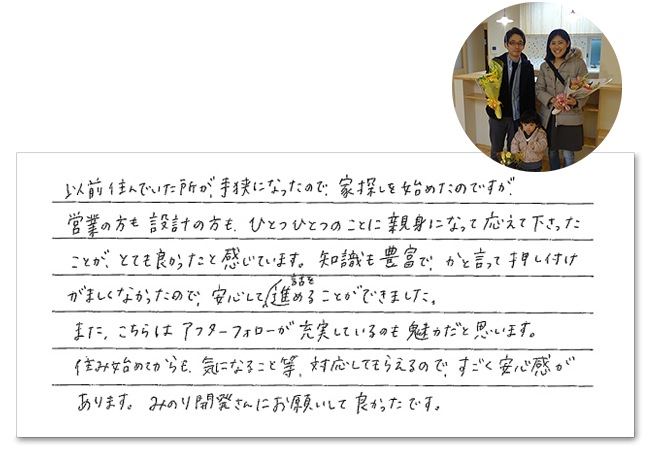 以前住んでいた所が、手狭になったので、家探しを始めたのですが、
営業の方も設計の方も、ひとつひとつのことに親身になって応えて下さった
ことが、とても良かったと感じています。知識も豊富で、かと言って押し付け
がましくなかったので、安心して話を進めることができました。
また、こちらはアフターフォローが充実しているのも魅力だと思います。
住み始めてからも、気になること等、対応してもらえるので、すごく安心感が
あります。みのり開発さんにお願いして良かったです。